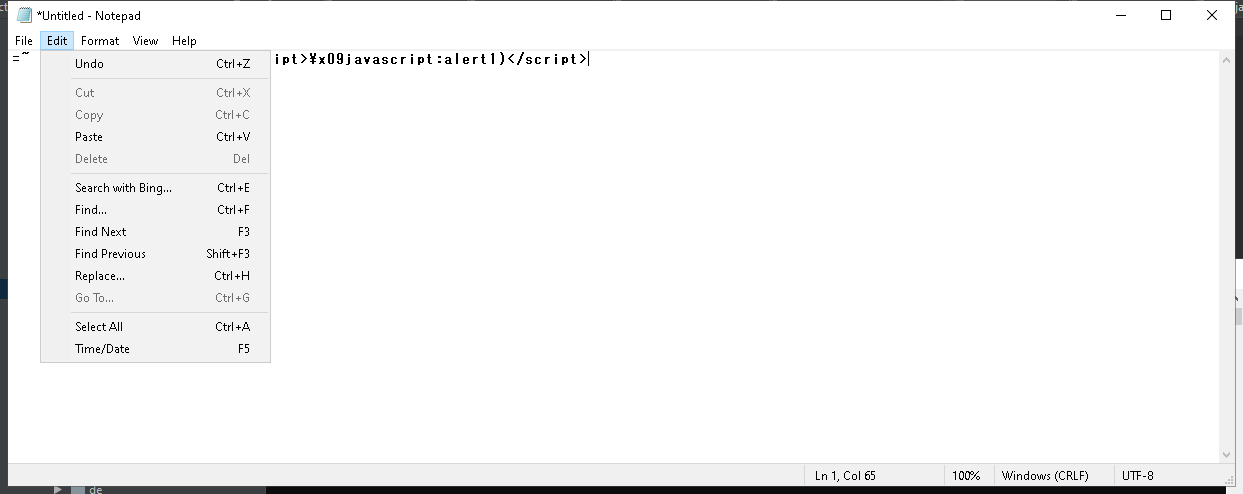 *Untitled - Notepad
File Edit Format View Help
=~ ipt>¥x09javascript:alert1)</script>
Undo Ctrl+Z
Cut Ctrl+X
Copy Ctrl+C
Paste Ctrl+V
Delete Del
Search with Bing... Ctrl+E
Find... Ctrl+F
Find Next F3
Find Previous Shift+F3
Replace... Ctrl+H
Go To... Ctrl+G
Select All Ctrl+A
Time/Date F5
Ln 1, Col 65 100% Windows (CRLF) UTF-8
de